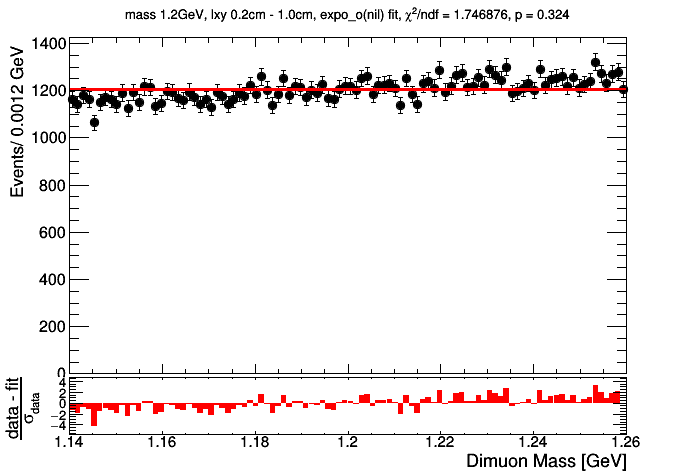 mass 1.2GeV, lxy 0.2cm - 1.0cm, expo_o(nil) fit, χ²/ndf = 1.746876, p = 0.324
Events/ 0.0012 GeV
1400
1200
1000
800
600
400
200
0
data - fit
σdata
4
2
0
−2
−4
1.14 1.16 1.18 1.2 1.22 1.24 1.26
Dimuon Mass [GeV]